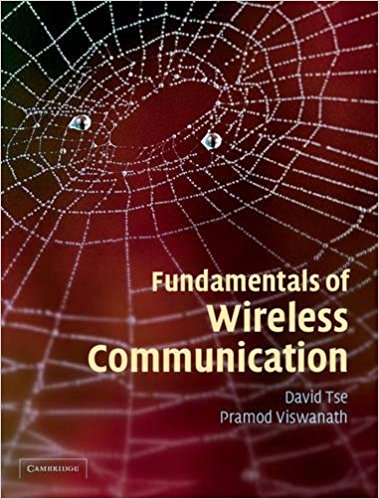 Fundamentals of
Wireless
Communication
David Tse
Pramod Viswanath
CAMBRIDGE